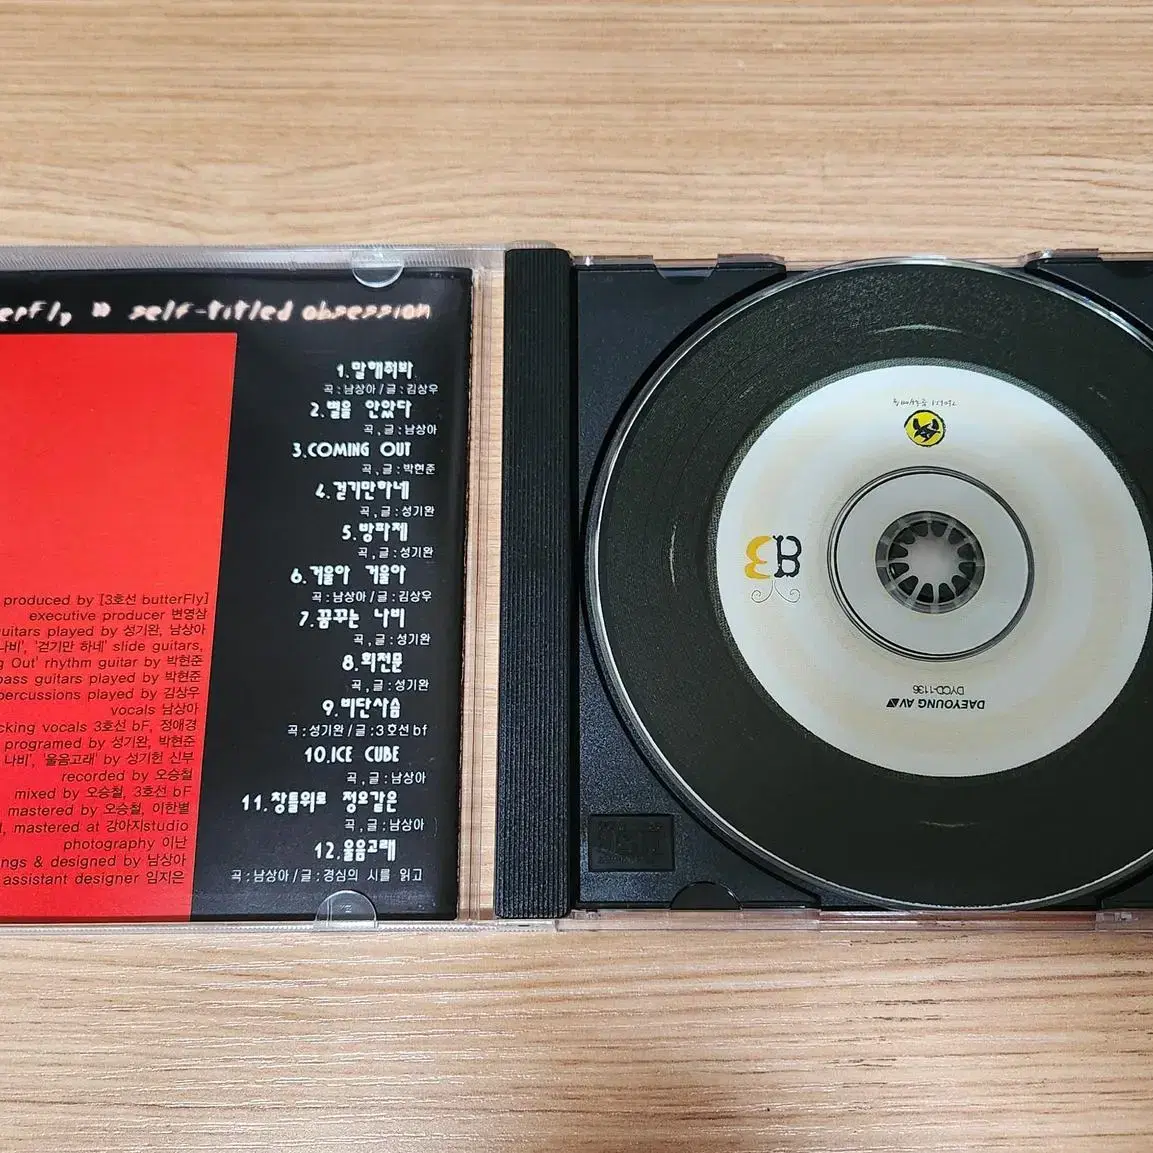 erFly, » self-titled obsession
1.말해줘봐
곡:남상아/글:김상우
2.별을 안았다
곡,글:남상아
3.COMING OUT
곡,글:박현준
4.걷기만하네
곡,글:성기완
5.방파제
곡,글:성기완
6.거울아 거울아
곡:남상아/글:김상우
7.꿈꾸는 나비
곡,글:성기완
8.회전문
곡,글:성기완
9.비단사슴
곡:성기완/글:3호선 bf
10.ICE CUBE
곡,글:남상아
11.창틀위로 정오같은
곡,글:남상아
12.울음고래
곡:남상아/글:경심의 시를 읽고
produced by [3호선 butterFly]
executive producer 변영삼
guitars played by 성기완, 남상아
나비', '걷기만 하네' slide guitars,
g Out' rhythm guitar by 박현준
bass guitars played by 박현준
percussions played by 김상우
vocals 남상아
cking vocals 3호선 bF, 정애경
programed by 성기완, 박현준
나비', '울음고래' by 성기헌 신부
recorded by 오승철
mixed by 오승철, 3호선 bF
mastered by 오승철, 이한별
mastered at 강아지studio
photography 이난
ngs & designed by 남상아
assistant designer 임지은
3B
DAEYOUNG AV
DYCD-1136